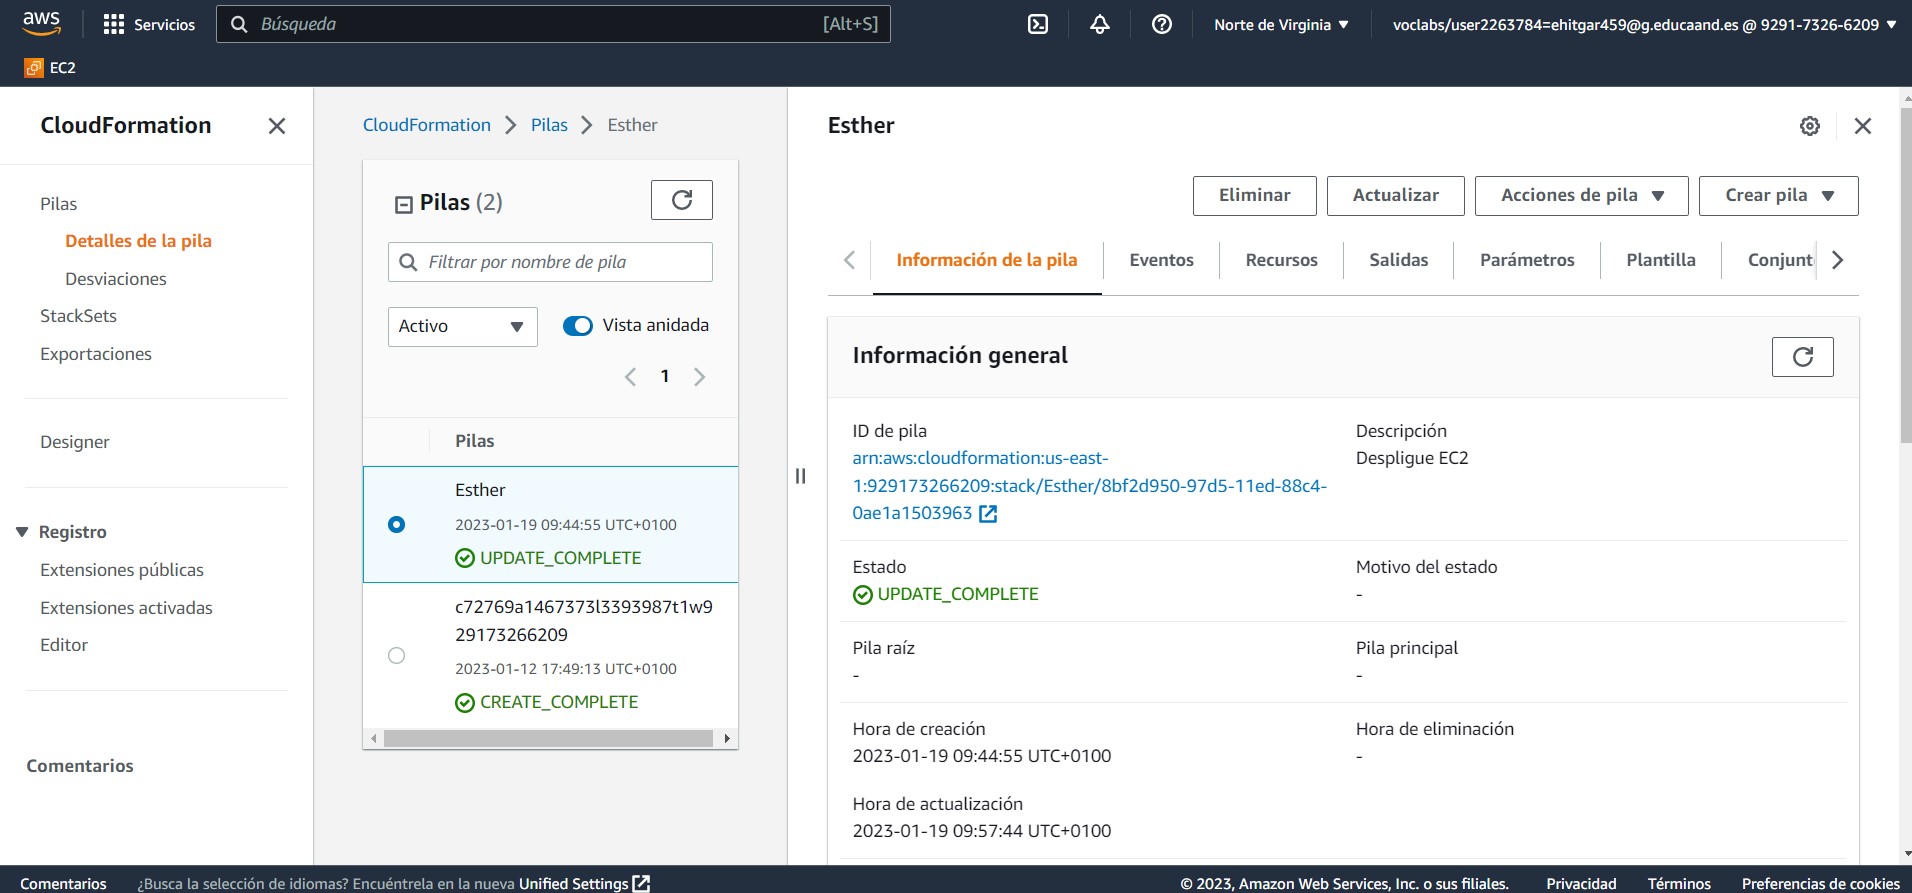 aws
Servicios
Búsqueda
[Alt+S]
Norte de Virginia
voclabs/user2263784=ehitgar459@g.educaand.es @ 9291-7326-6209
EC2
CloudFormation
Pilas
Detalles de la pila
Desviaciones
StackSets
Exportaciones
Designer
Registro
Extensiones públicas
Extensiones activadas
Editor
Comentarios
CloudFormation
Pilas
Esther
Pilas (2)
Filtrar por nombre de pila
Activo
Vista anidada
1
Pilas
Esther
2023-01-19 09:44:55 UTC+0100
UPDATE_COMPLETE
c72769a1467373l3393987t1w9
29173266209
2023-01-12 17:49:13 UTC+0100
CREATE_COMPLETE
Esther
Eliminar
Actualizar
Acciones de pila
Crear pila
Información de la pila
Eventos
Recursos
Salidas
Parámetros
Plantilla
Conjunt
Información general
ID de pila
arn:aws:cloudformation:us-east-
1:929173266209:stack/Esther/8bf2d950-97d5-11ed-88c4-
0ae1a1503963
Descripción
Despligue EC2
Estado
UPDATE_COMPLETE
Motivo del estado
-
Pila raíz
-
Pila principal
-
Hora de creación
2023-01-19 09:44:55 UTC+0100
Hora de eliminación
-
Hora de actualización
2023-01-19 09:57:44 UTC+0100
Comentarios
¿Busca la selección de idiomas? Encuéntrela en la nueva Unified Settings
© 2023, Amazon Web Services, Inc. o sus filiales.
Privacidad
Términos
Preferencias de cookies